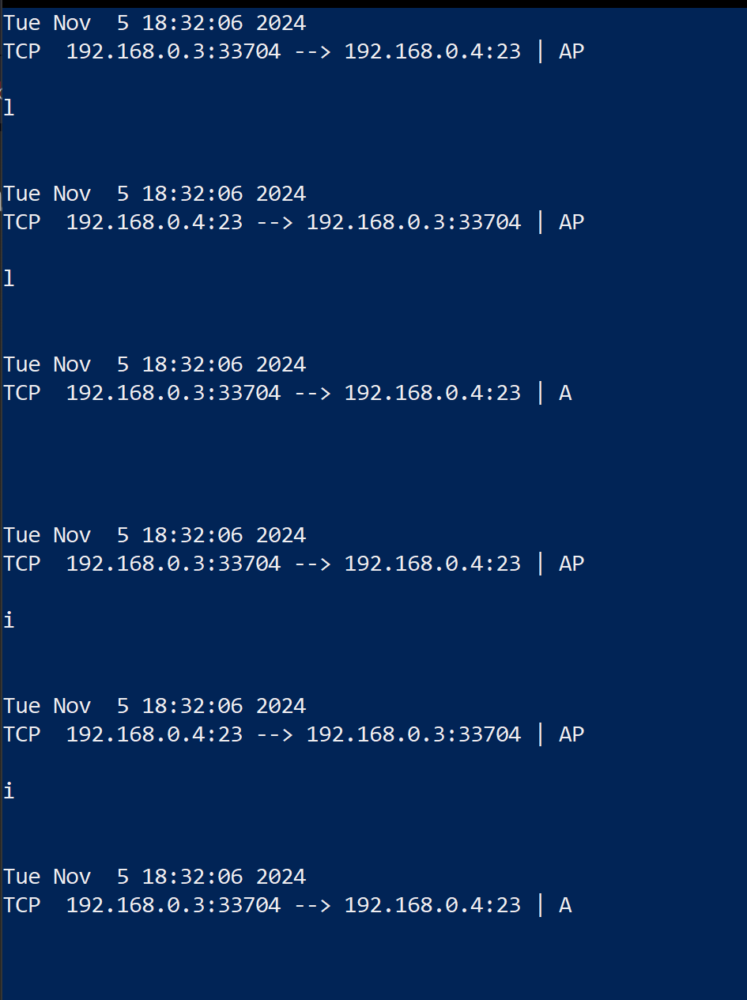 Tue Nov  5 18:32:06 2024
TCP  192.168.0.3:33704 --> 192.168.0.4:23 | AP
l
Tue Nov  5 18:32:06 2024
TCP  192.168.0.4:23 --> 192.168.0.3:33704 | AP
l
Tue Nov  5 18:32:06 2024
TCP  192.168.0.3:33704 --> 192.168.0.4:23 | A
Tue Nov  5 18:32:06 2024
TCP  192.168.0.3:33704 --> 192.168.0.4:23 | AP
i
Tue Nov  5 18:32:06 2024
TCP  192.168.0.4:23 --> 192.168.0.3:33704 | AP
i
Tue Nov  5 18:32:06 2024
TCP  192.168.0.3:33704 --> 192.168.0.4:23 | A